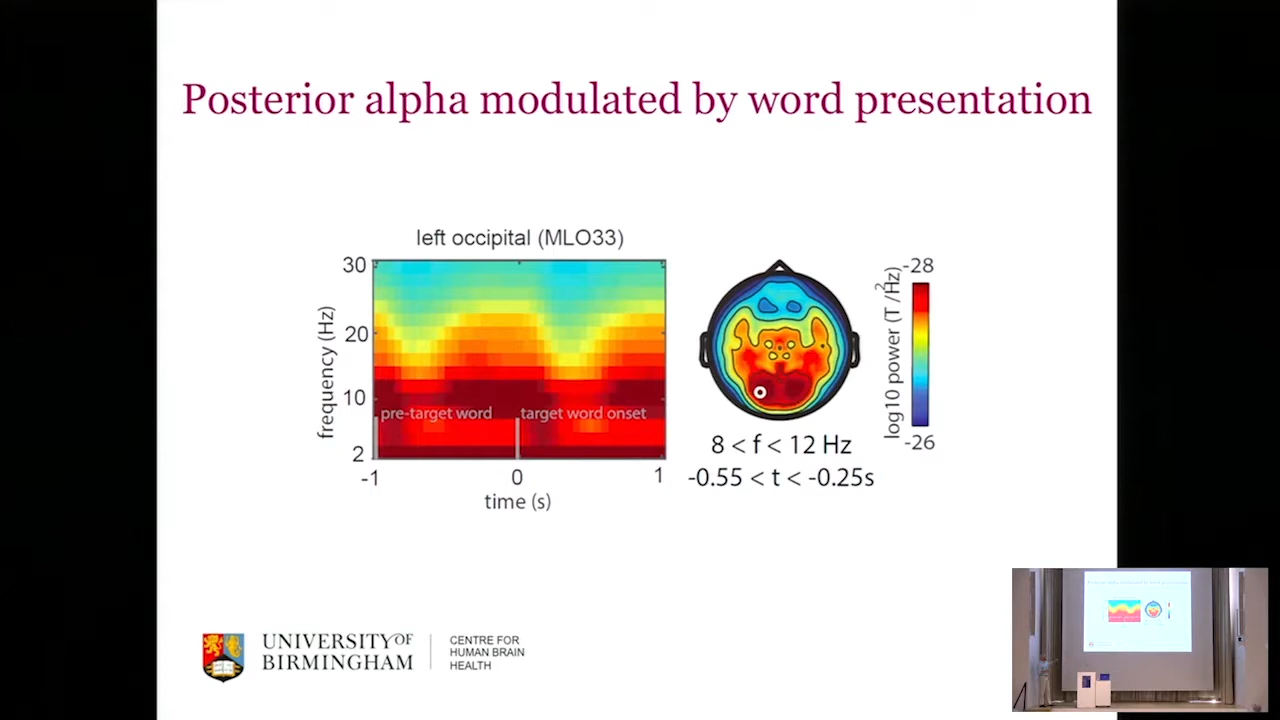 Posterior alpha modulated by word presentation
left occipital (MLO33)
30
20
10
2
frequency (Hz)
pre-target word
target word onset
-1
0
1
time (s)
8 < f < 12 Hz
-0.55 < t < -0.25s
log10 power (T²/Hz)
-28
-26
UNIVERSITYOF
BIRMINGHAM
CENTRE FOR
HUMAN BRAIN
HEALTH